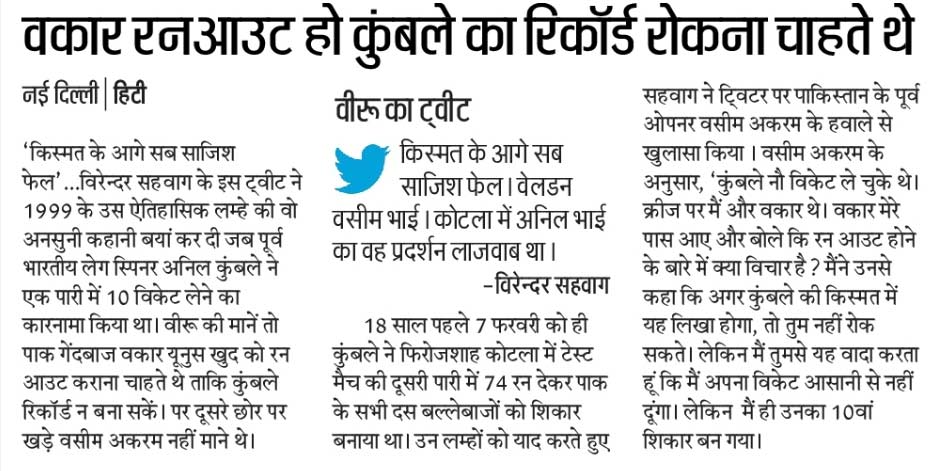 वकार रनआउट हो कुंबले का रिकॉर्ड रोकना चाहते थे
नई दिल्ली | हिटी
‘किस्मत के आगे सब साजिश
फेल’...विरेन्दर सहवाग के इस ट्वीट ने
1999 के उस ऐतिहासिक लम्हे की वो
अनसुनी कहानी बयां कर दी जब पूर्व
भारतीय लेग स्पिनर अनिल कुंबले ने
एक पारी में 10 विकेट लेने का
कारनामा किया था। वीरू की मानें तो
पाक गेंदबाज वकार यूनुस खुद को रन
आउट कराना चाहते थे ताकि कुंबले
रिकॉर्ड न बना सकें। पर दूसरे छोर पर
खड़े वसीम अकरम नहीं माने थे।
वीरू का ट्वीट
किस्मत के आगे सब
साजिश फेल। वेलडन
वसीम भाई। कोटला में अनिल भाई
का वह प्रदर्शन लाजवाब था।
-विरेन्दर सहवाग
18 साल पहले 7 फरवरी को ही
कुंबले ने फिरोजशाह कोटला में टेस्ट
मैच की दूसरी पारी में 74 रन देकर पाक
के सभी दस बल्लेबाजों को शिकार
बनाया था। उन लम्हों को याद करते हुए
सहवाग ने ट्विटर पर पाकिस्तान के पूर्व
ओपनर वसीम अकरम के हवाले से
खुलासा किया। वसीम अकरम के
अनुसार, ‘कुंबले नौ विकेट ले चुके थे।
क्रीज पर मैं और वकार थे। वकार मेरे
पास आए और बोले कि रन आउट होने
के बारे में क्या विचार है? मैंने उनसे
कहा कि अगर कुंबले की किस्मत में
यह लिखा होगा, तो तुम नहीं रोक
सकते। लेकिन मैं तुमसे यह वादा करता
हूं कि मैं अपना विकेट आसानी से नहीं
दूंगा। लेकिन मैं ही उनका 10वां
शिकार बन गया।